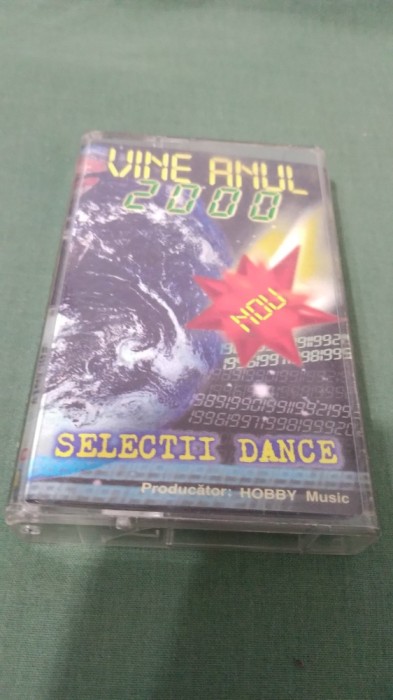 VINE ANUL
2000
NOU
SELECTII DANCE
Producător: HOBBY Music